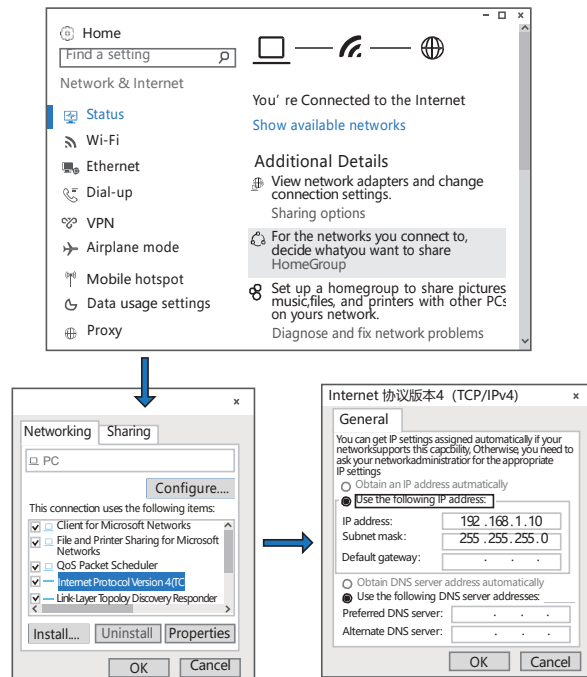 Home
Find a setting
Network & Internet
Status
Wi-Fi
Ethernet
Dial-up
VPN
Airplane mode
Mobile hotspot
Data usage settings
Proxy
You' re Connected to the Internet
Show available networks
Additional Details
View network adapters and change
connection settings.
Sharing options
For the networks you connect to,
decide whatyou want to share
HomeGroup
Set up a homegroup to share pictures
music,files, and printers with other PCs
on yours network.
Diagnose and fix network problems
Networking
Sharing
PC
Configure....
This connection uses the following items:
Client for Microsoft Networks
File and Printer Sharing for Microsoft
Networks
QoS Packet Scheduler
Internet Protocol Version 4(TC
Link-Layer Topoloy Discovery Responder
Install....
Uninstall
Properties
OK
Cancel
Internet 协议版本4 (TCP/IPv4)
General
You can get IP settings assigned automatically if your
networksupports this capcbility, Otherwise, you need to
ask your networkadministratior for the appropriate
IP settings
Obtain an IP address autmatically
Use the following IP address:
IP address: 192 .168.1.10
Subnet mask: 255 .255.255.0
Default gateway: . . .
Obtain DNS server address automatically
Use the following DNS server addresses:
Preferred DNS server: . . .
Alternate DNS server: . . .
OK
Cancel